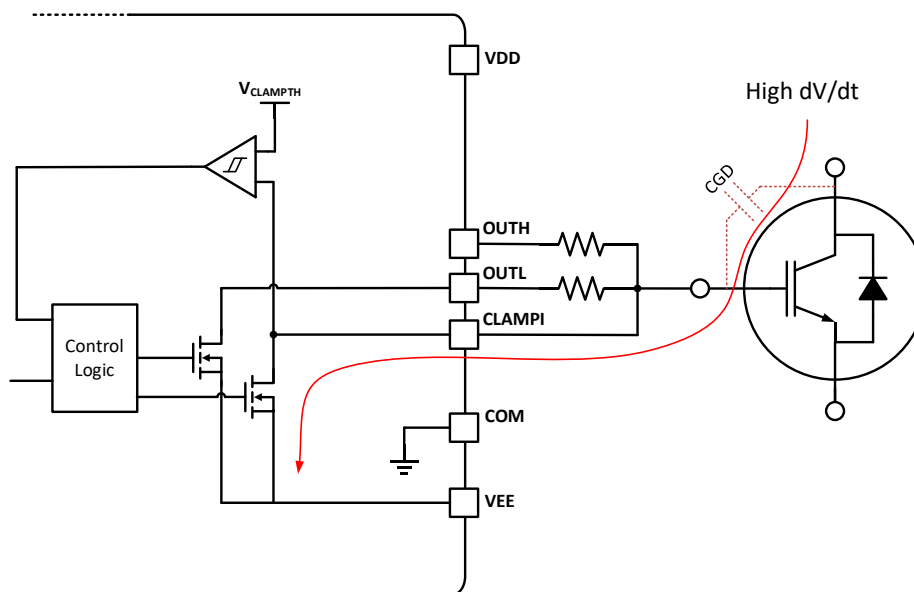 VDD
VCLAMPTH
High dV/dt
CGD
OUTH
OUTL
CLAMPI
Control
Logic
COM
VEE